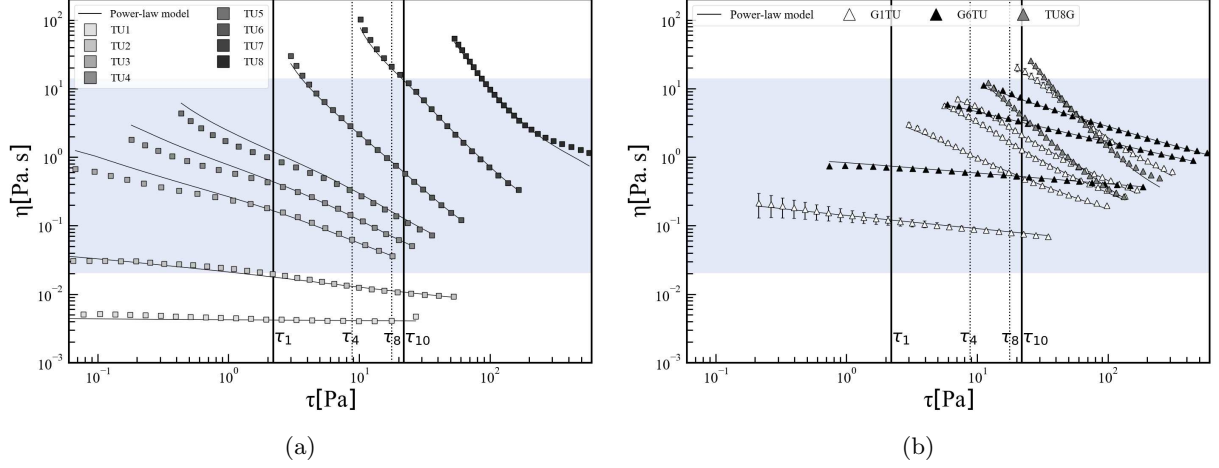 Power-law model
TU1
TU2
TU3
TU4
TU5
TU6
TU7
TU8
10²
10¹
10⁰
10⁻¹
10⁻²
10⁻³
η[Pa. s]
τ₁
τ₄
τ₈
τ₁₀
10⁻¹
10⁰
10¹
10²
τ[Pa]
(a)
Power-law model G1TU G6TU TU8G
10²
10¹
10⁰
10⁻¹
10⁻²
10⁻³
η[Pa. s]
τ₁
τ₄
τ₈
τ₁₀
10⁻¹
10⁰
10¹
10²
τ[Pa]
(b)